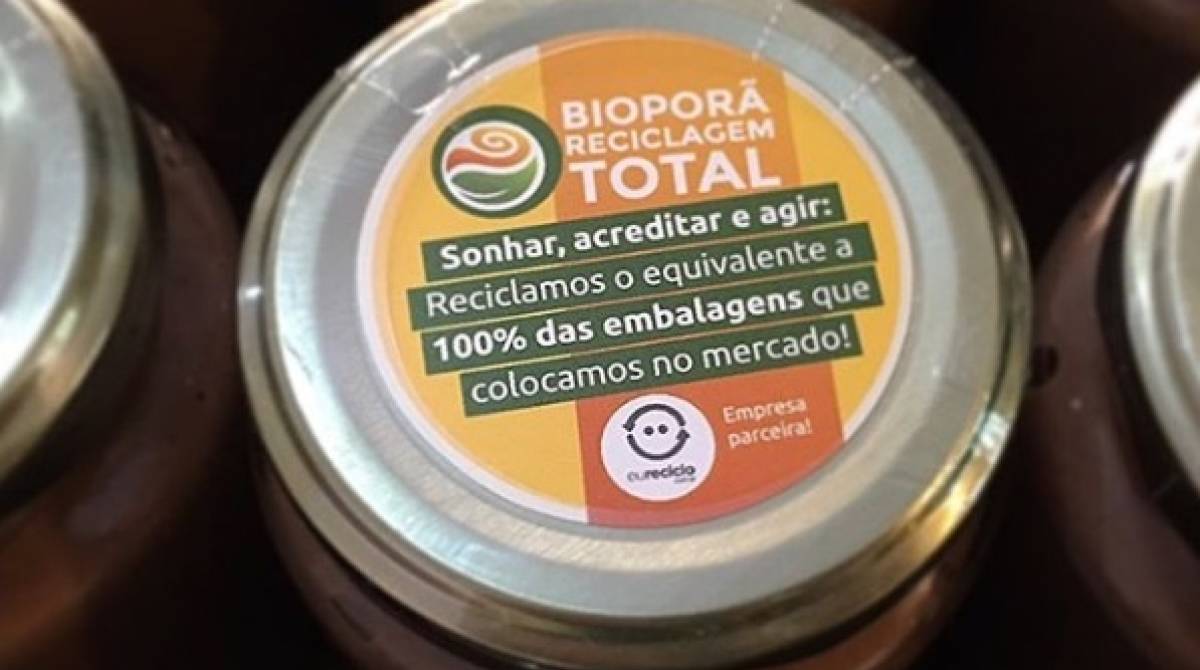 BIOPORÃ
RECICLAGEM
TOTAL
Sonhar, acreditar e agir:
Reciclamos o equivalente a
100% das embalagens que
colocamos no mercado!
Empresa
parceira!
eureciclo